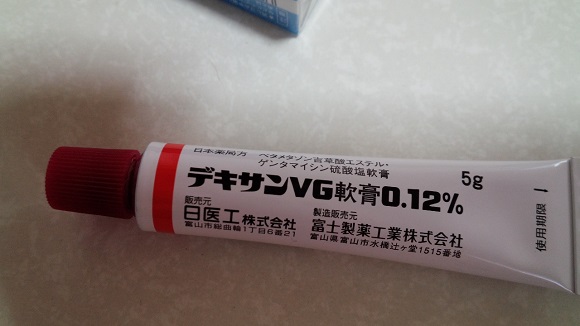 日本薬局方 ベタメタゾン吉草酸エステル・
ゲンタマイシン硫酸塩軟膏
デキサンVG軟膏0.12%
5g
販売元
日医工株式会社
富山市総曲輪1丁目6番21
製造販売元
富士製薬工業株式会社
富山県富山市水橋辻ヶ堂1515番地
使用期限